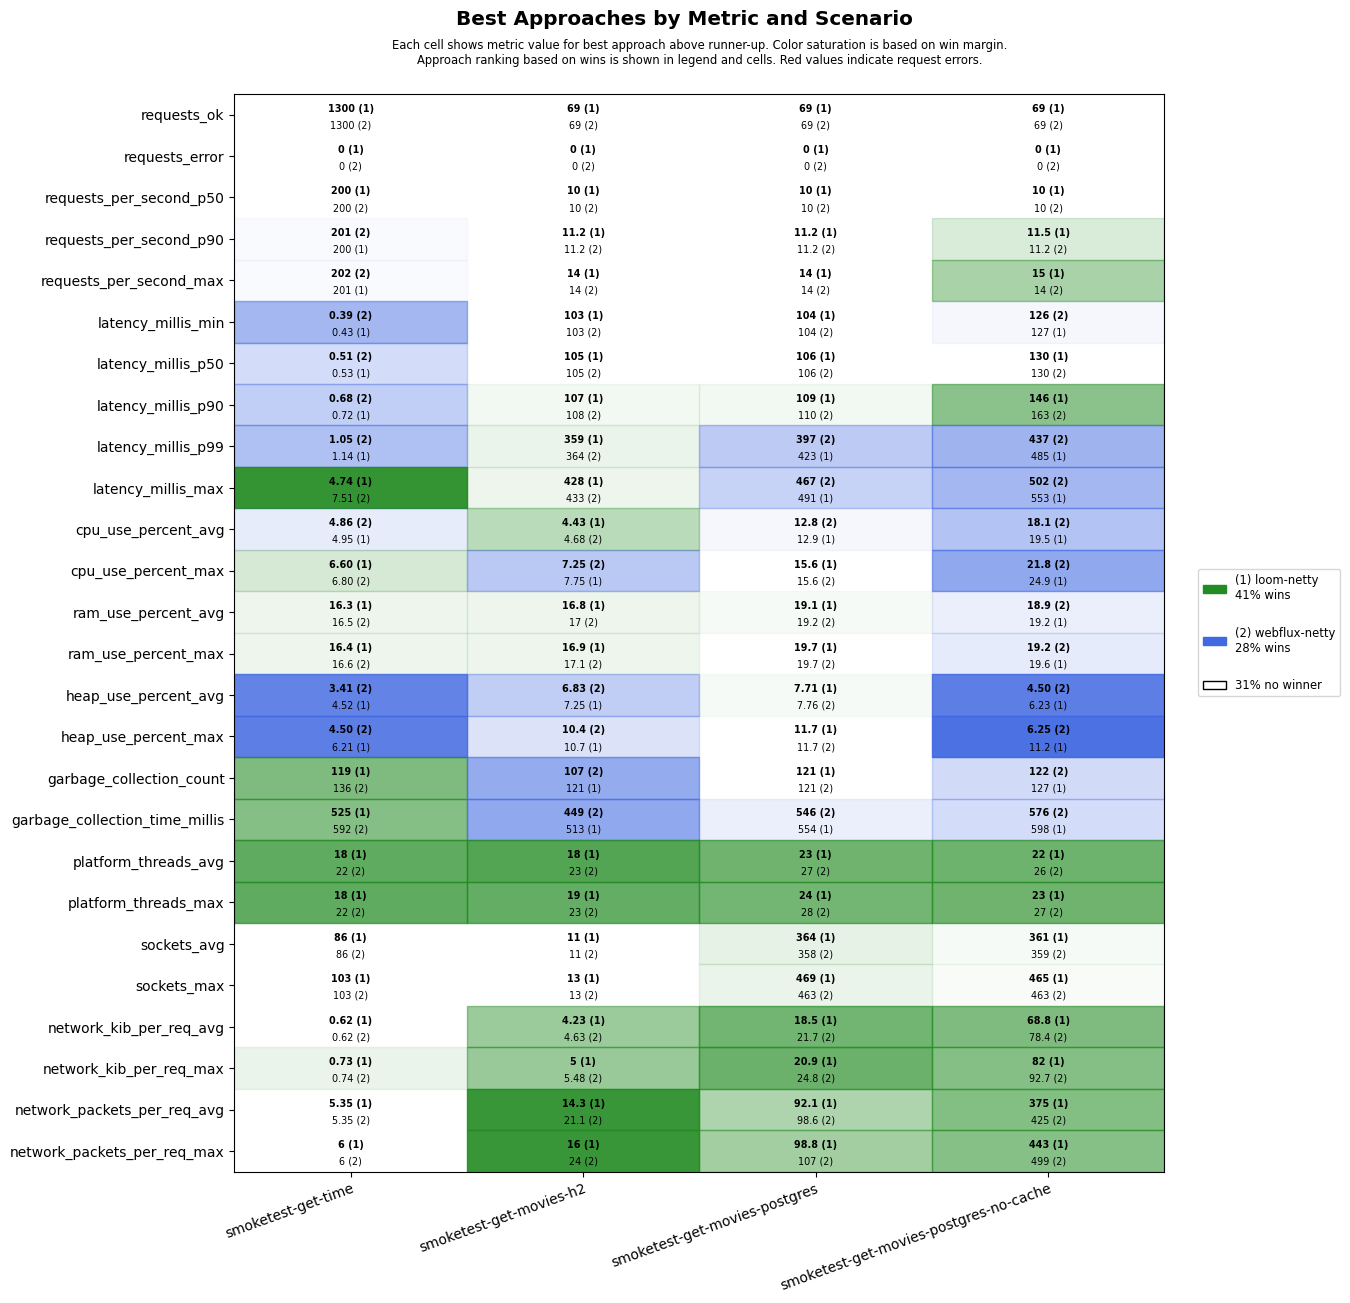 Best Approaches by Metric and Scenario
Each cell shows metric value for best approach above runner-up. Color saturation is based on win margin.
Approach ranking based on wins is shown in legend and cells. Red values indicate request errors.
requests_ok
1300 (1) 69 (1) 69 (1) 69 (1)
1300 (2) 69 (2) 69 (2) 69 (2)
requests_error
0 (1) 0 (1) 0 (1) 0 (1)
0 (2) 0 (2) 0 (2) 0 (2)
requests_per_second_p50
200 (1) 10 (1) 10 (1) 10 (1)
200 (2) 10 (2) 10 (2) 10 (2)
requests_per_second_p90
201 (2) 11.2 (1) 11.2 (1) 11.5 (1)
200 (1) 11.2 (2) 11.2 (2) 11.2 (2)
requests_per_second_max
202 (2) 14 (1) 14 (1) 15 (1)
201 (1) 14 (2) 14 (2) 14 (2)
latency_millis_min
0.39 (2) 103 (1) 104 (1) 126 (2)
0.43 (1) 103 (2) 104 (2) 127 (1)
latency_millis_p50
0.51 (2) 105 (1) 106 (1) 130 (1)
0.53 (1) 105 (2) 106 (2) 130 (2)
latency_millis_p90
0.68 (2) 107 (1) 109 (1) 146 (1)
0.72 (1) 108 (2) 110 (2) 163 (2)
latency_millis_p99
1.05 (2) 359 (1) 397 (2) 437 (2)
1.14 (1) 364 (2) 423 (1) 485 (1)
latency_millis_max
4.74 (1) 428 (1) 467 (2) 502 (2)
7.51 (2) 433 (2) 491 (1) 553 (1)
cpu_use_percent_avg
4.86 (2) 4.43 (1) 12.8 (2) 18.1 (2)
4.95 (1) 4.68 (2) 12.9 (1) 19.5 (1)
cpu_use_percent_max
6.60 (1) 7.25 (2) 15.6 (1) 21.8 (2)
6.80 (2) 7.75 (1) 15.6 (2) 24.9 (1)
ram_use_percent_avg
16.3 (1) 16.8 (1) 19.1 (1) 18.9 (2)
16.5 (2) 17 (2) 19.2 (2) 19.2 (1)
ram_use_percent_max
16.4 (1) 16.9 (1) 19.7 (1) 19.2 (2)
16.6 (2) 17.1 (2) 19.7 (2) 19.6 (1)
heap_use_percent_avg
3.41 (2) 6.83 (2) 7.71 (1) 4.50 (2)
4.52 (1) 7.25 (1) 7.76 (2) 6.23 (1)
heap_use_percent_max
4.50 (2) 10.4 (2) 11.7 (1) 6.25 (2)
6.21 (1) 10.7 (1) 11.7 (2) 11.2 (1)
garbage_collection_count
119 (1) 107 (2) 121 (1) 122 (2)
136 (2) 121 (1) 121 (2) 127 (1)
garbage_collection_time_millis
525 (1) 449 (2) 546 (2) 576 (2)
592 (2) 513 (1) 554 (1) 598 (1)
platform_threads_avg
18 (1) 18 (1) 23 (1) 22 (1)
22 (2) 23 (2) 27 (2) 26 (2)
platform_threads_max
18 (1) 19 (1) 24 (1) 23 (1)
22 (2) 23 (2) 28 (2) 27 (2)
sockets_avg
86 (1) 11 (1) 364 (1) 361 (1)
86 (2) 11 (2) 358 (2) 359 (2)
sockets_max
103 (1) 13 (1) 469 (1) 465 (1)
103 (2) 13 (2) 463 (2) 463 (2)
network_kib_per_req_avg
0.62 (1) 4.23 (1) 18.5 (1) 68.8 (1)
0.62 (2) 4.63 (2) 21.7 (2) 78.4 (2)
network_kib_per_req_max
0.73 (1) 5 (1) 20.9 (1) 82 (1)
0.74 (2) 5.48 (2) 24.8 (2) 92.7 (2)
network_packets_per_req_avg
5.35 (1) 14.3 (1) 92.1 (1) 375 (1)
5.35 (2) 21.1 (2) 98.6 (2) 425 (2)
network_packets_per_req_max
6 (1) 16 (1) 98.8 (1) 443 (1)
6 (2) 24 (2) 107 (2) 499 (2)
smoketest-get-time
smoketest-get-movies-h2
smoketest-get-movies-postgres
smoketest-get-movies-postgres-no-cache
(1) loom-netty
41% wins
(2) webflux-netty
28% wins
31% no winner